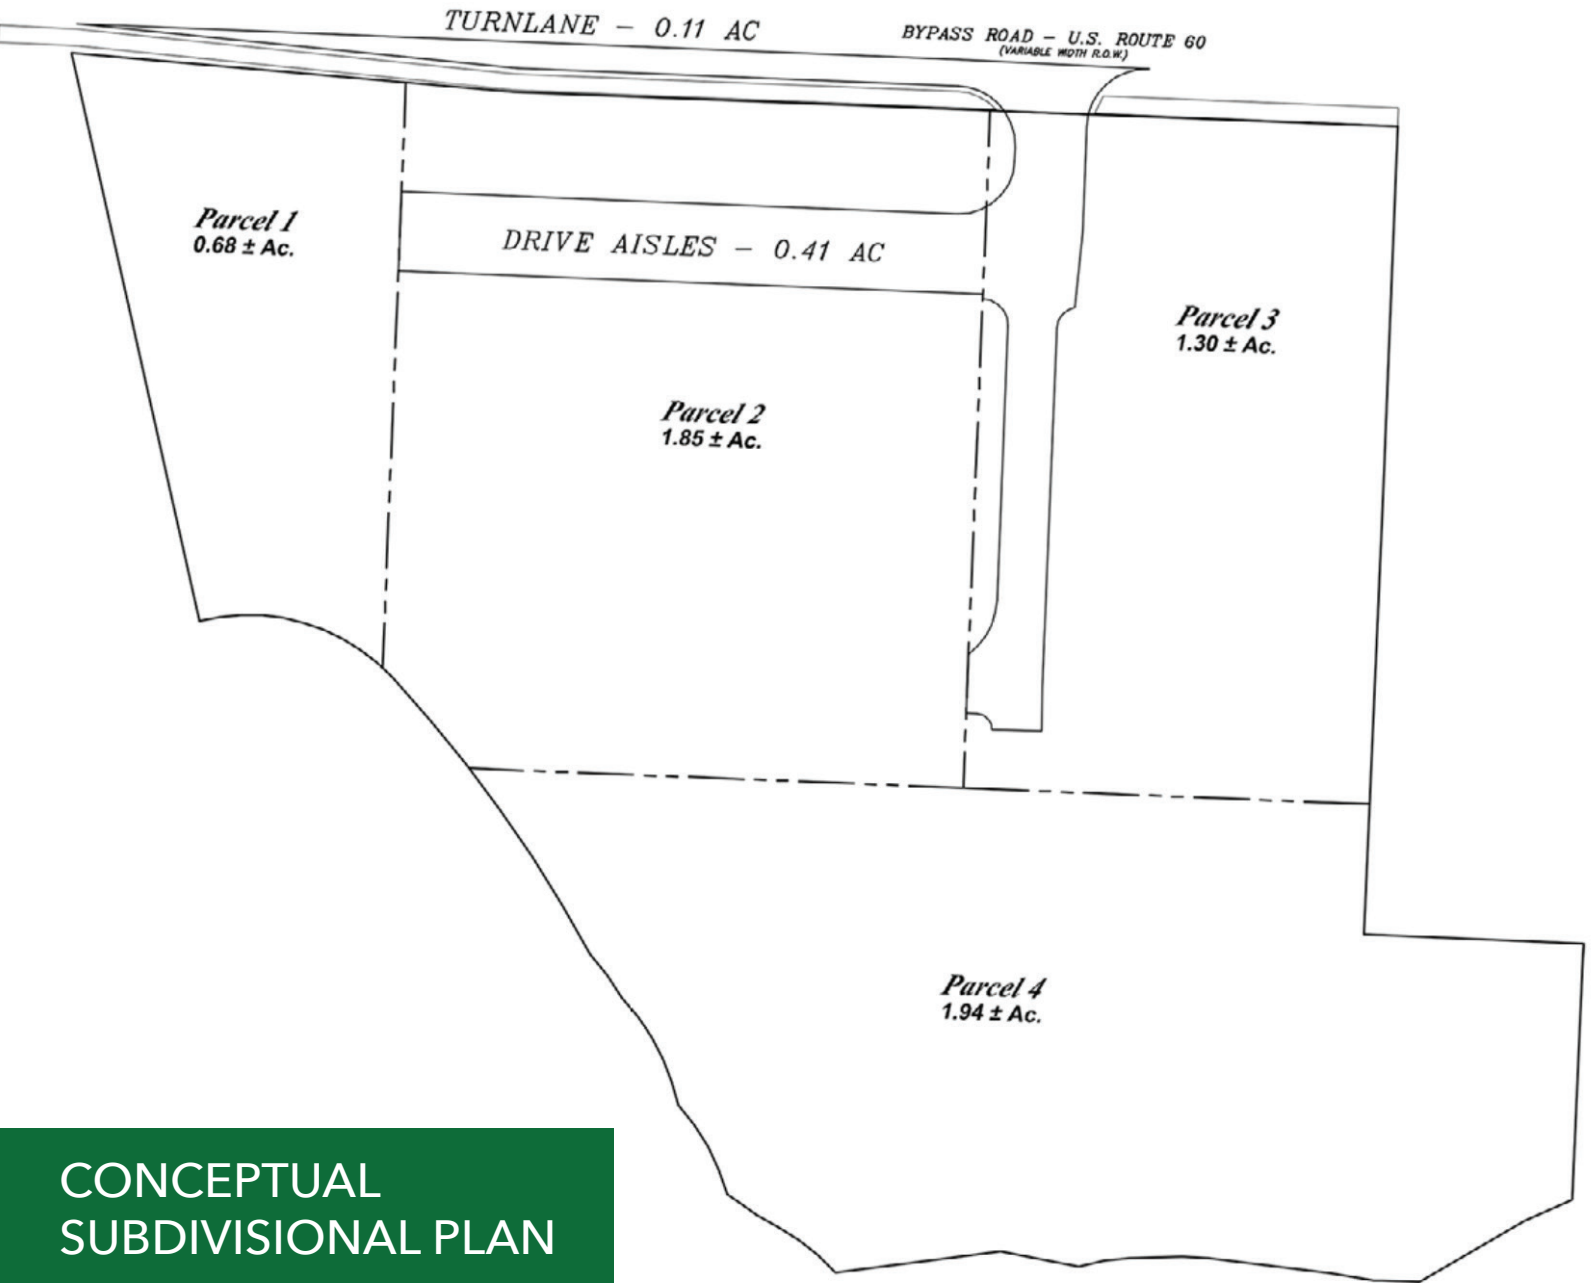 TURNLANE - 0.11 AC
BYPASS ROAD - U.S. ROUTE 60
(VARIABLE WIDTH R.O.W.)
Parcel 1
0.68 ± Ac.
DRIVE AISLES - 0.41 AC
Parcel 3
1.30 ± Ac.
Parcel 2
1.85 ± Ac.
Parcel 4
1.94 ± Ac.
CONCEPTUAL
SUBDIVISIONAL PLAN